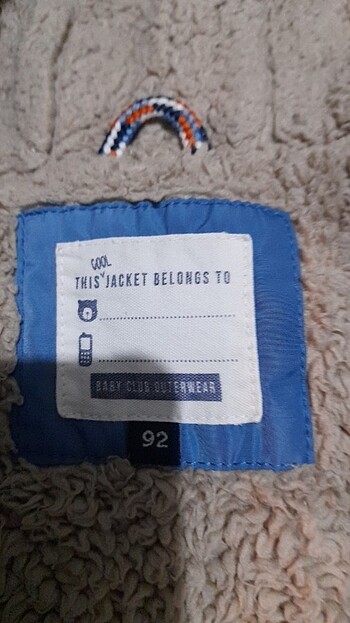 COOL
THIS JACKET BELONGS TO
BABY CLUB OUTERWEAR
92